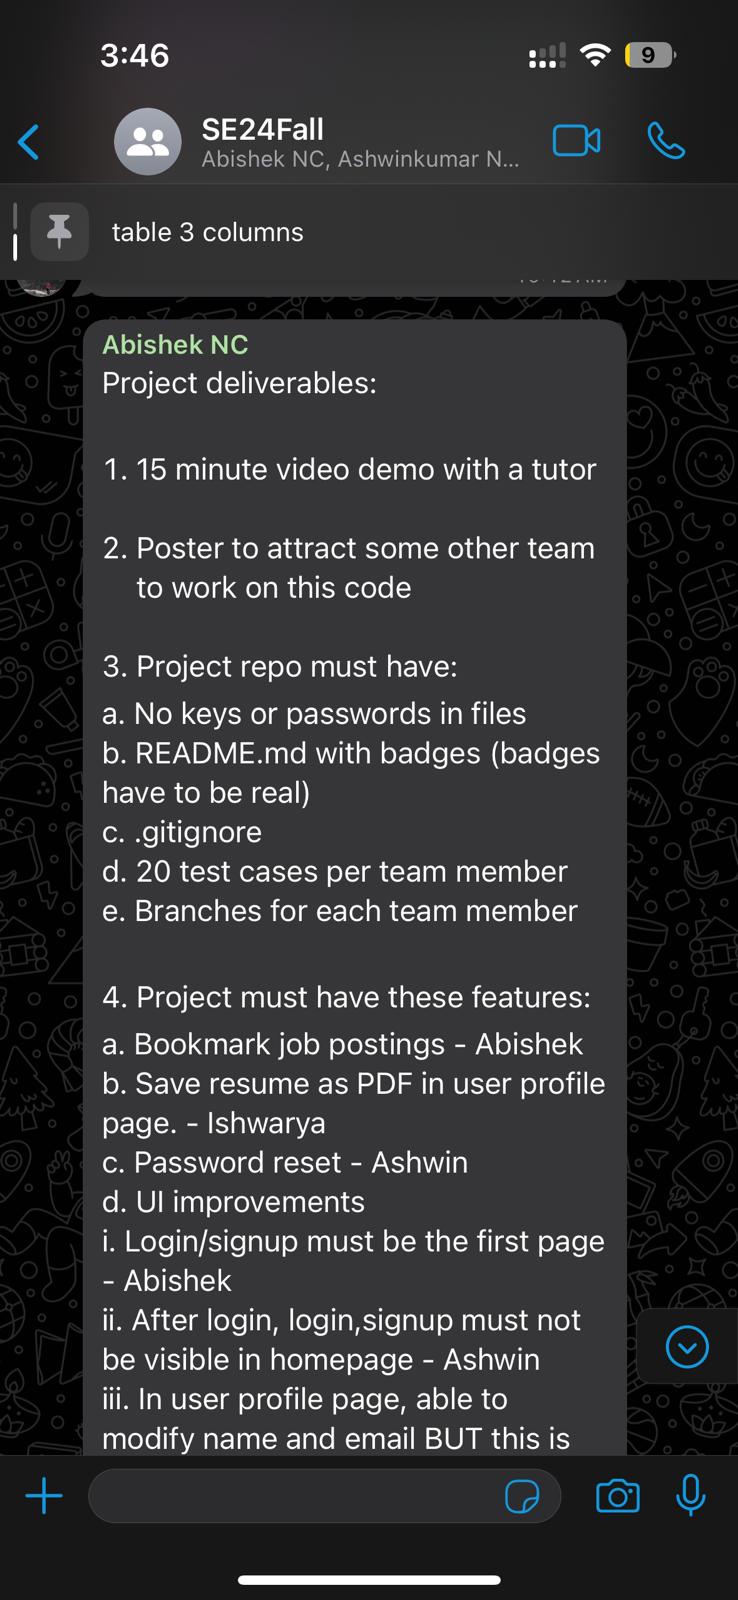 3:46
9
SE24Fall
Abishek NC, Ashwinkumar N...
table 3 columns
Abishek NC
Project deliverables:
1. 15 minute video demo with a tutor
2. Poster to attract some other team
to work on this code
3. Project repo must have:
a. No keys or passwords in files
b. README.md with badges (badges
have to be real)
c. .gitignore
d. 20 test cases per team member
e. Branches for each team member
4. Project must have these features:
a. Bookmark job postings - Abishek
b. Save resume as PDF in user profile
page. - Ishwarya
c. Password reset - Ashwin
d. UI improvements
i. Login/signup must be the first page
- Abishek
ii. After login, login,signup must not
be visible in homepage - Ashwin
iii. In user profile page, able to
modify name and email BUT this is